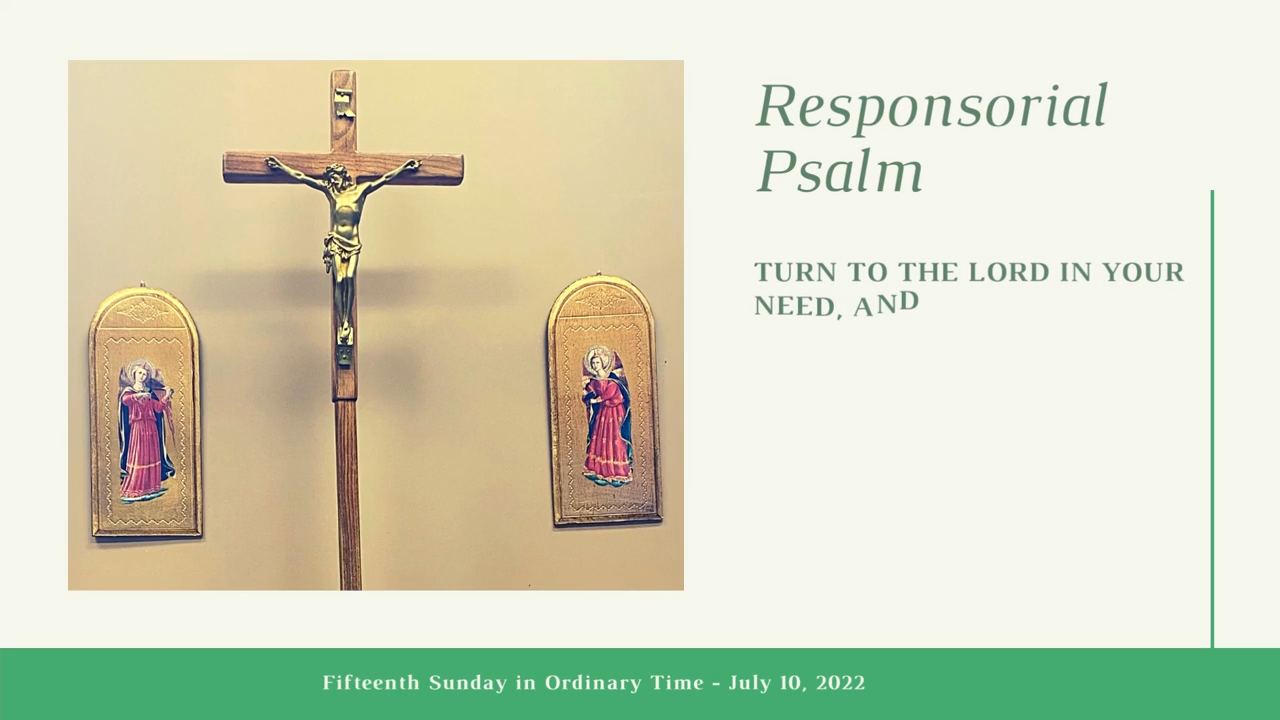 Responsorial
Psalm
TURN TO THE LORD IN YOUR
NEED, AND
Fifteenth Sunday in Ordinary Time - July 10, 2022